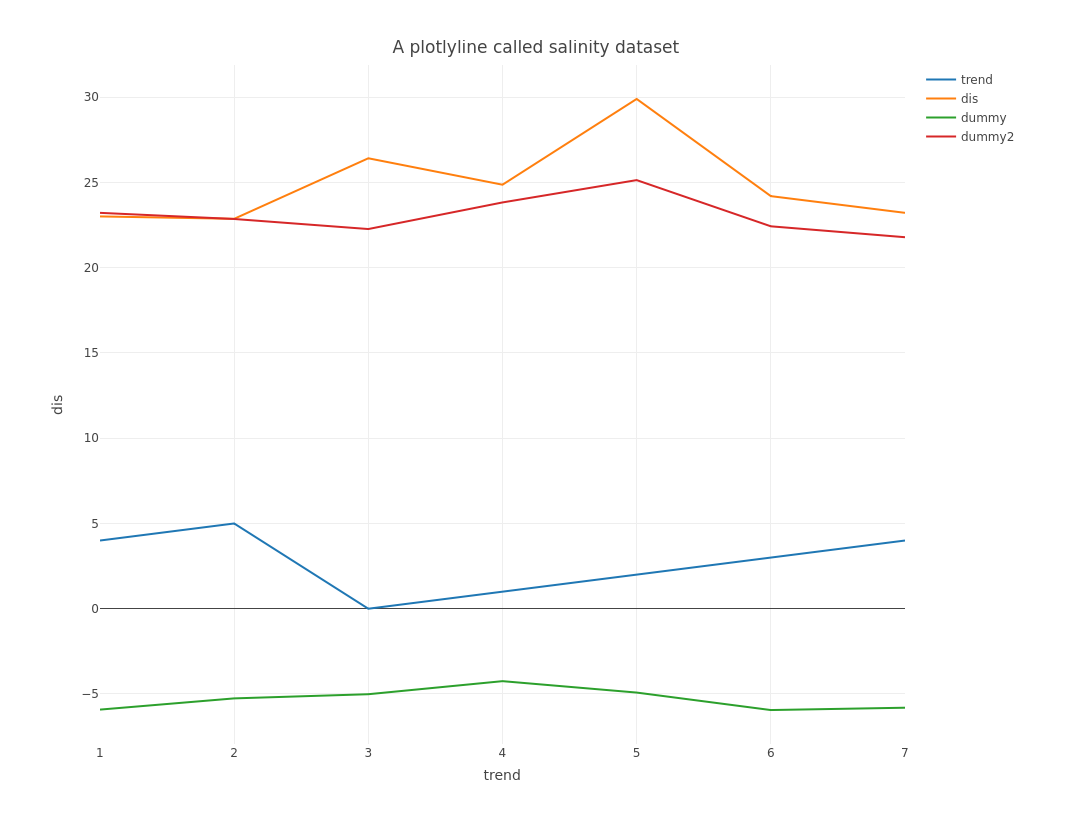 A plotlyline called salinity dataset
trend
dis
dummy
dummy2
30
25
20
15
10
5
0
−5
dis
1 2 3 4 5 6 7
trend